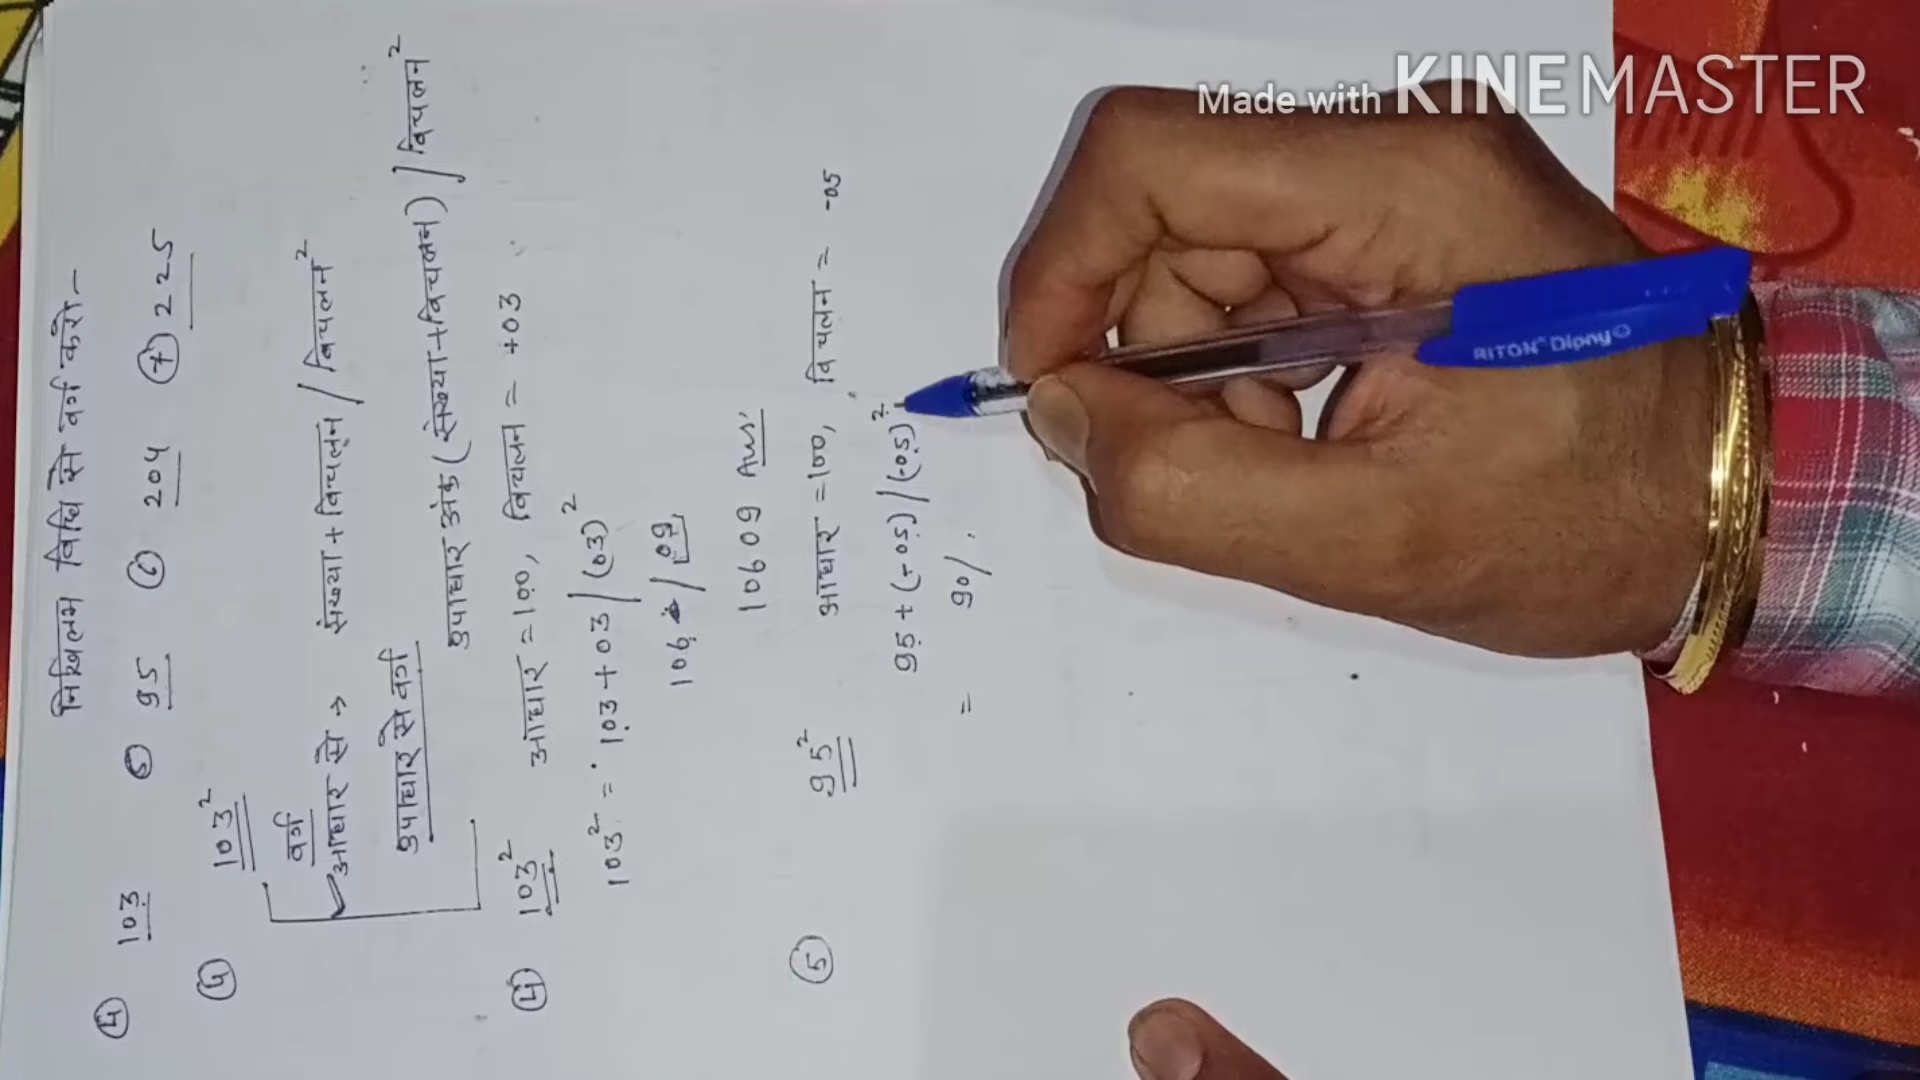 निखिलम विधि से वर्ग करो-
④ 103 ⑤ 95 ⑥ 204 ⑦ 225
④ 103²
वर्ग
आधार से → संख्या + विचलन / विचलन²
उपाधार से वर्ग
उपाधार अंक (संख्या + विचलन) / विचलन²
④ 103² आधार = 100, विचलन = +03
103² = 103 + 03 / (03)²
106 / 09
10609 Ans
⑤ 95² आधार = 100, विचलन = -05
95 + (-05) / (-05)²
= 90 /
Made with KINEMASTER
RITON Dipny